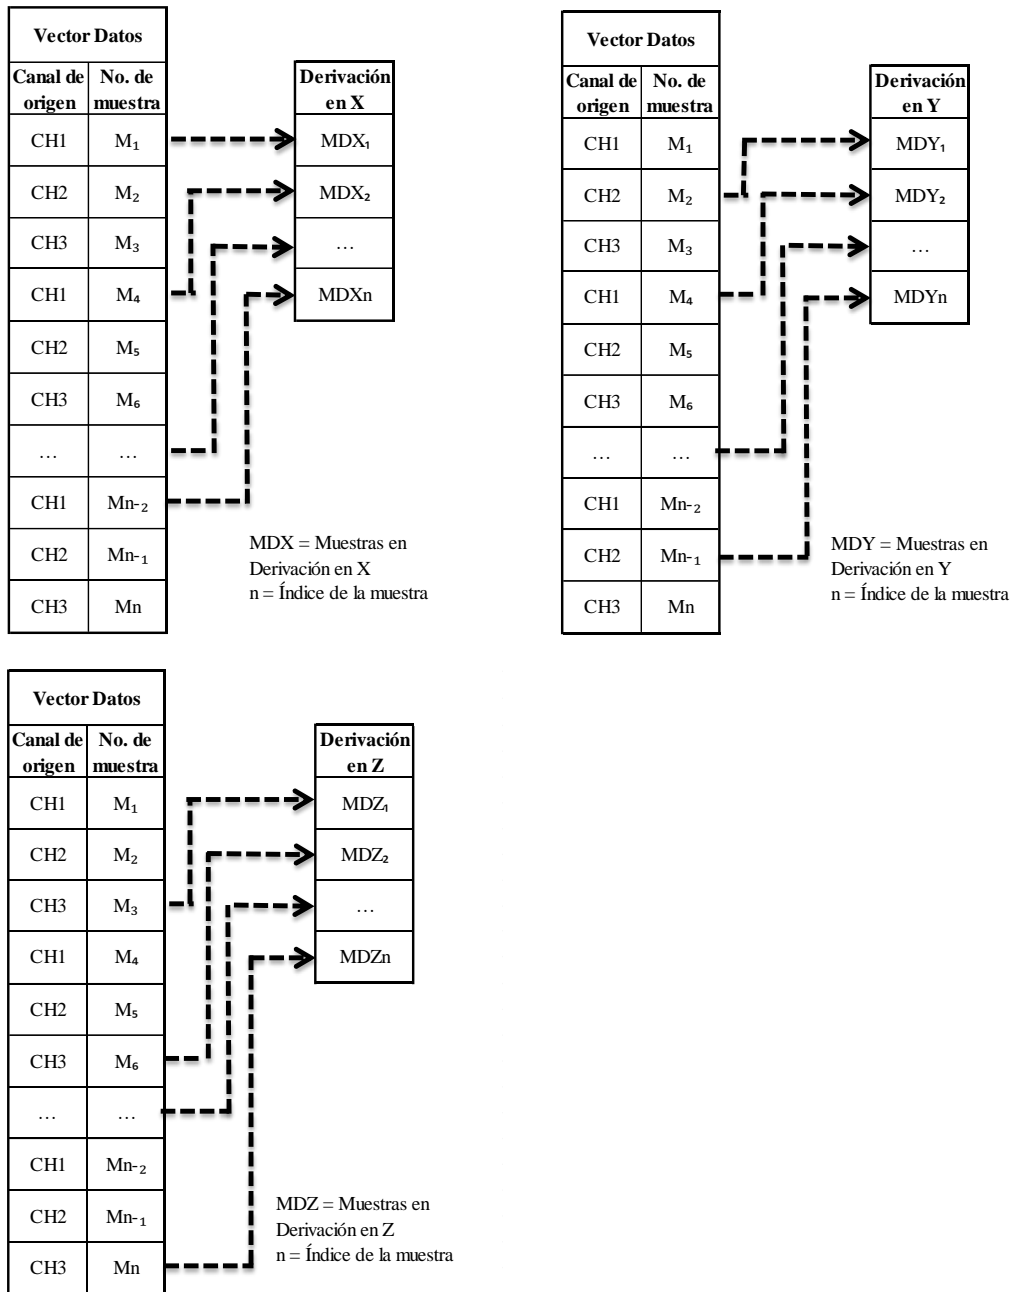 Vector Datos
Canal de origen No. de muestra
CH1 M₁
CH2 M₂
CH3 M₃
CH1 M₄
CH2 M₅
CH3 M₆
… …
CH1 Mn-₂
CH2 Mn-₁
CH3 Mn
Derivación
en X
MDX₁
MDX₂
…
MDXn
MDX = Muestras en
Derivación en X
n = Índice de la muestra
Vector Datos
Canal de origen No. de muestra
CH1 M₁
CH2 M₂
CH3 M₃
CH1 M₄
CH2 M₅
CH3 M₆
… …
CH1 Mn-₂
CH2 Mn-₁
CH3 Mn
Derivación
en Y
MDY₁
MDY₂
…
MDYn
MDY = Muestras en
Derivación en Y
n = Índice de la muestra
Vector Datos
Canal de origen No. de muestra
CH1 M₁
CH2 M₂
CH3 M₃
CH1 M₄
CH2 M₅
CH3 M₆
… …
CH1 Mn-₂
CH2 Mn-₁
CH3 Mn
Derivación
en Z
MDZ₁
MDZ₂
…
MDZn
MDZ = Muestras en
Derivación en Z
n = Índice de la muestra